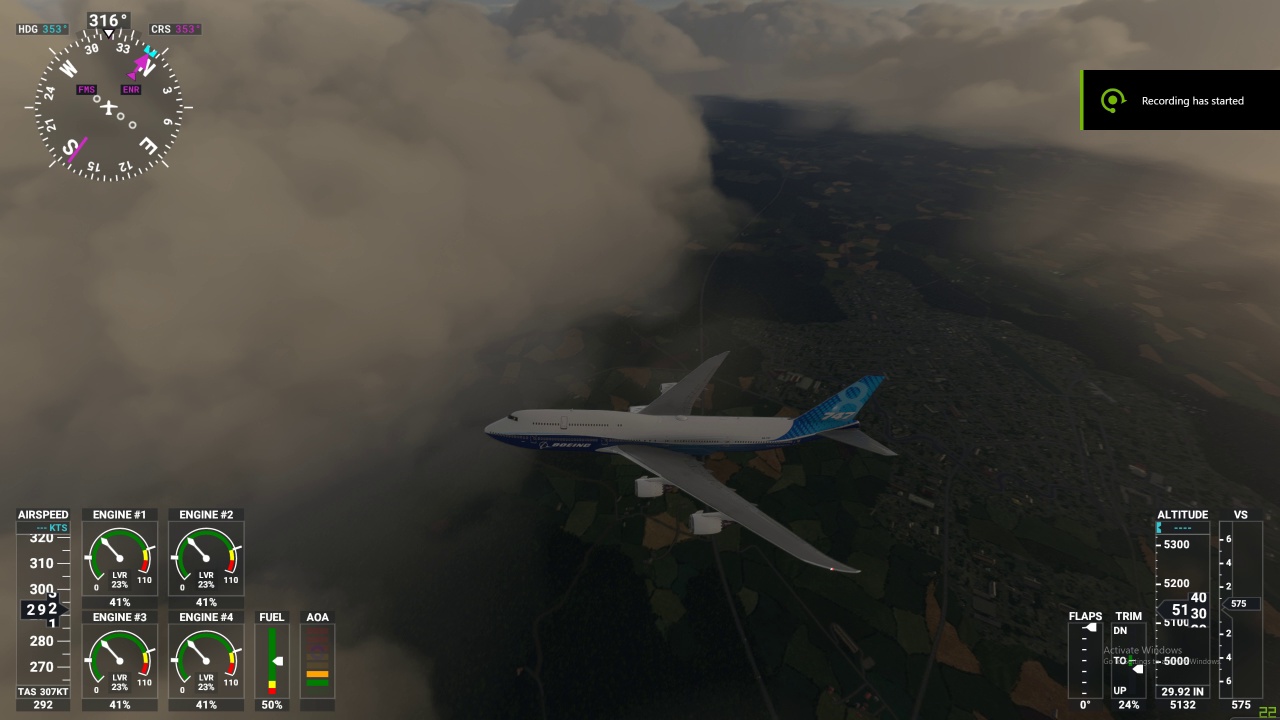 HDG 353°
316°
CRS 353°
30
33
W
N
24
3
FMS
ENR
21
6
S
E
15
12
Recording has started
747
BOEING
AIRSPEED
--- KTS
320
310
300
292
1
280
270
TAS 307KT
292
ENGINE #1
LVR
23%
0
110
41%
ENGINE #2
LVR
23%
0
110
41%
ENGINE #3
LVR
23%
0
110
41%
ENGINE #4
LVR
23%
0
110
41%
FUEL
50%
AOA
FLAPS
0°
TRIM
DN
TO
UP
24%
ALTITUDE
----
5300
5200
40
51 30
5100
5000
29.92 IN
5132
VS
6
4
2
575
2
4
6
575
Activate Windows
22